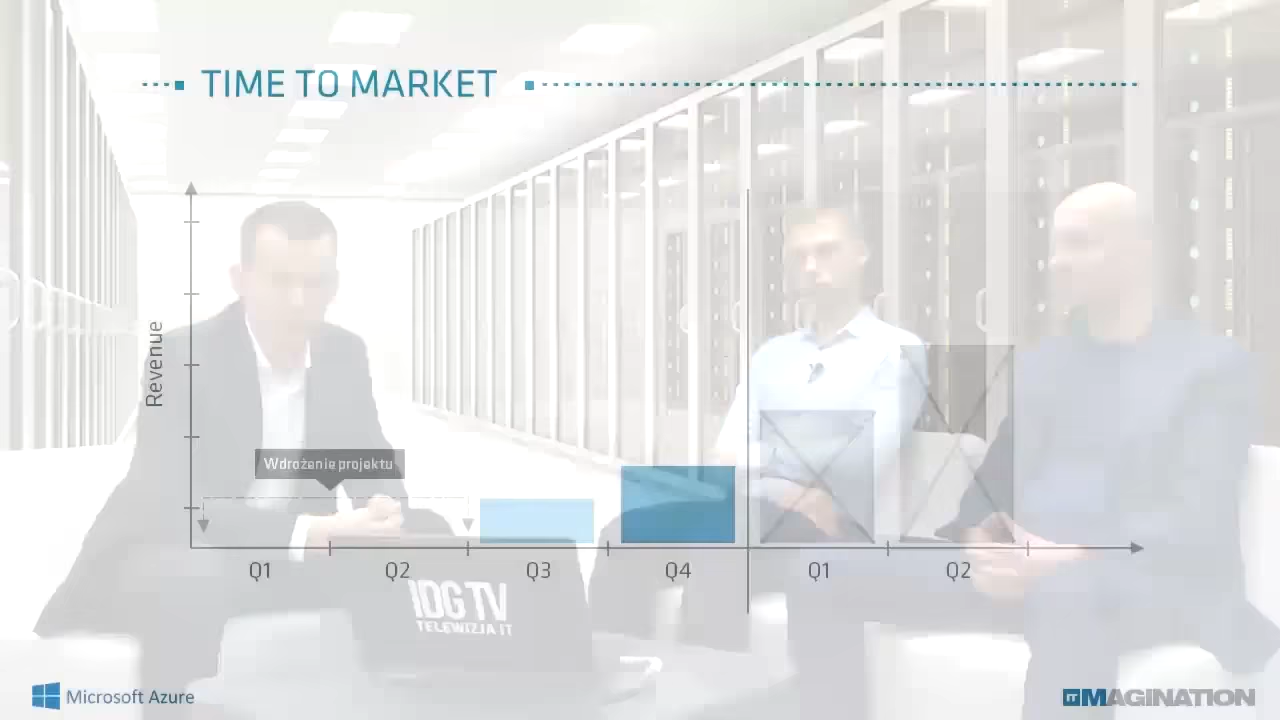 TIME TO MARKET
Revenue
Wdrożenie projektu
Q1 Q2 Q3 Q4 Q1 Q2
IDG TV
TELEWIZJA IT
Microsoft Azure
ITMAGINATION